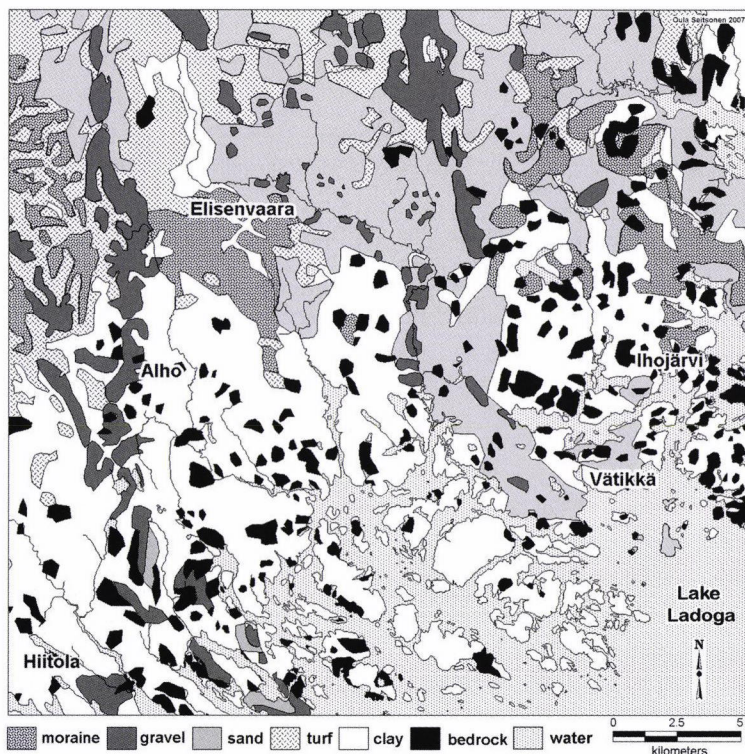 Oula Seitsonen 2007
Elisenvaara
Alho
Ihojärvi
Vätikkä
Lake
Ladoga
N
Hiitola
moraine gravel sand turf clay bedrock water
0 2.5 5
kilometers